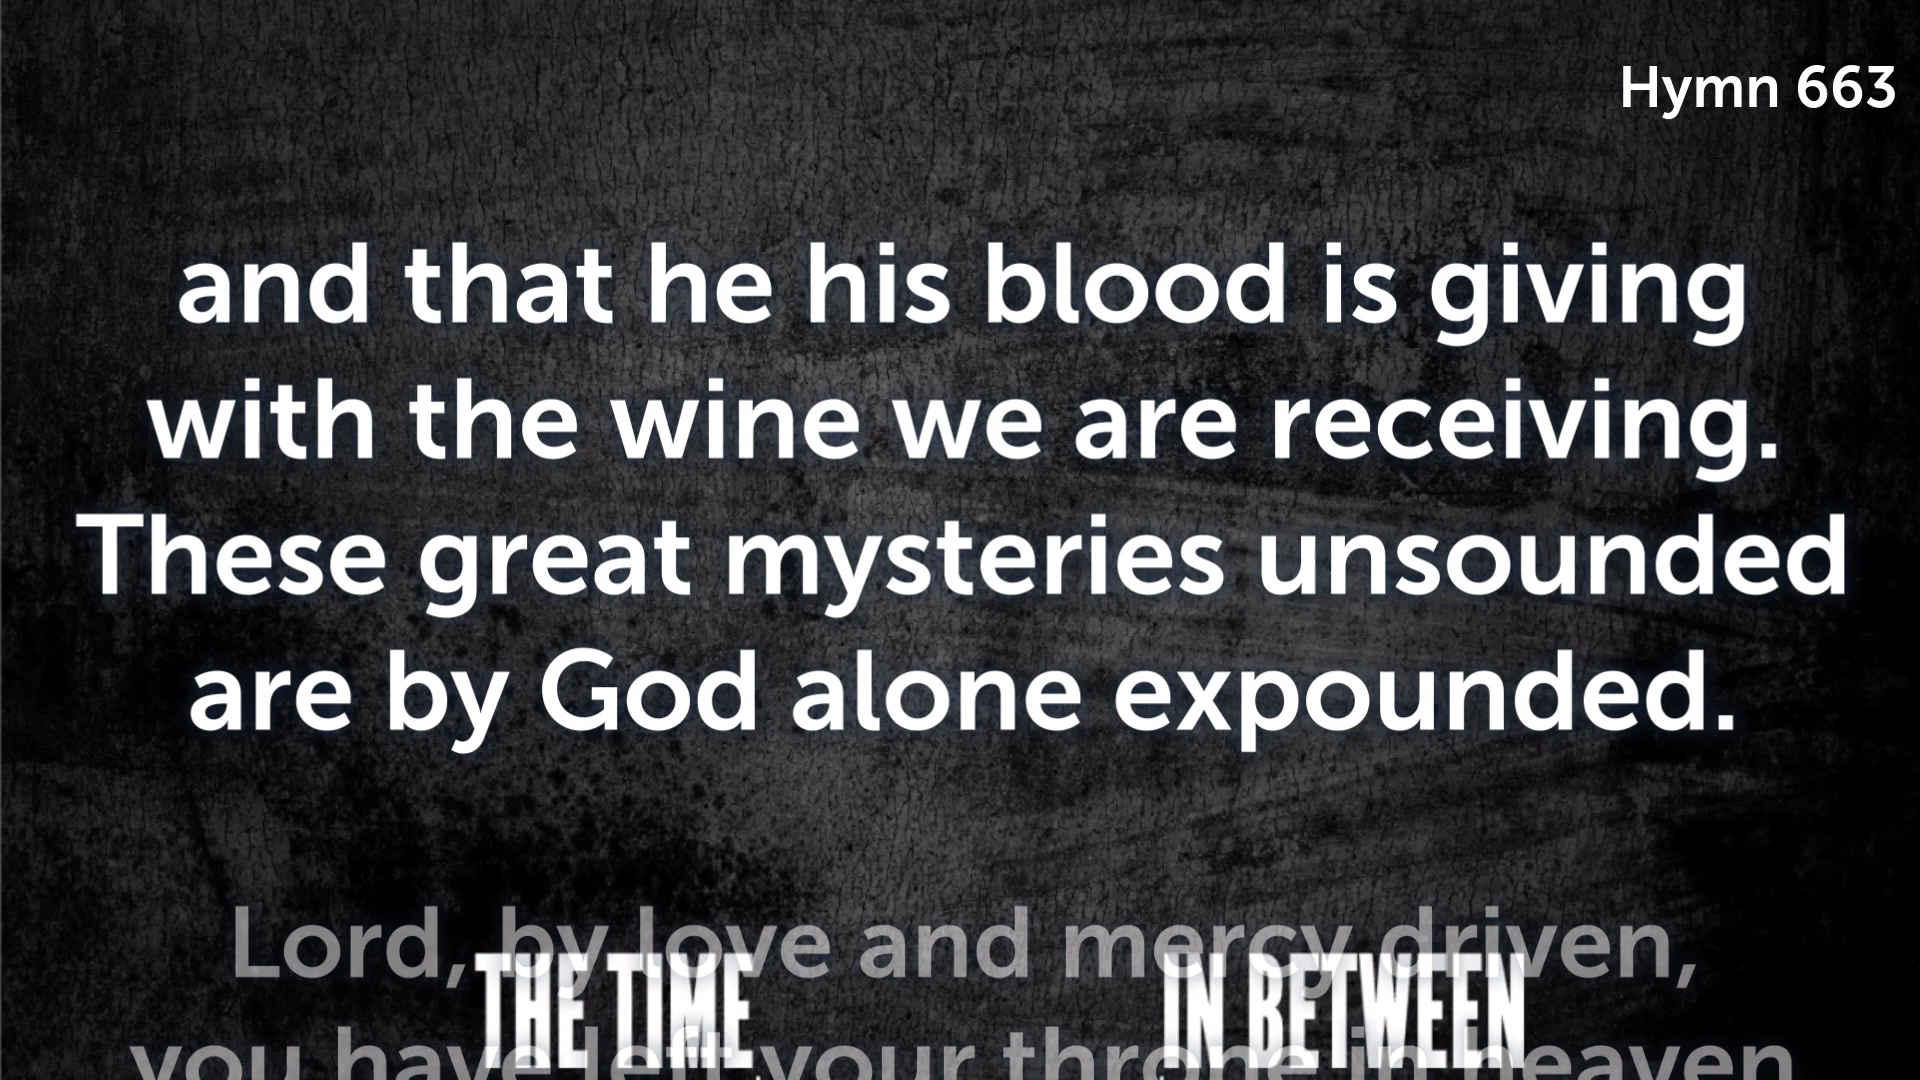 Hymn 663
and that he his blood is giving
with the wine we are receiving.
These great mysteries unsounded
are by God alone expounded.
Lord, by love and mercy driven,
THE TIME IN BETWEEN
you have left your throne in heaven